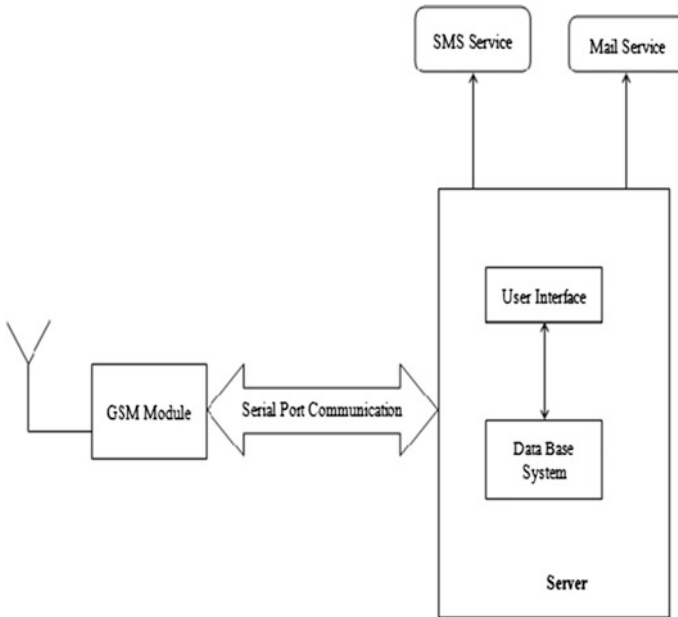 SMS Service
Mail Service
User Interface
GSM Module
Serial Port Communication
Data Base
System
Server